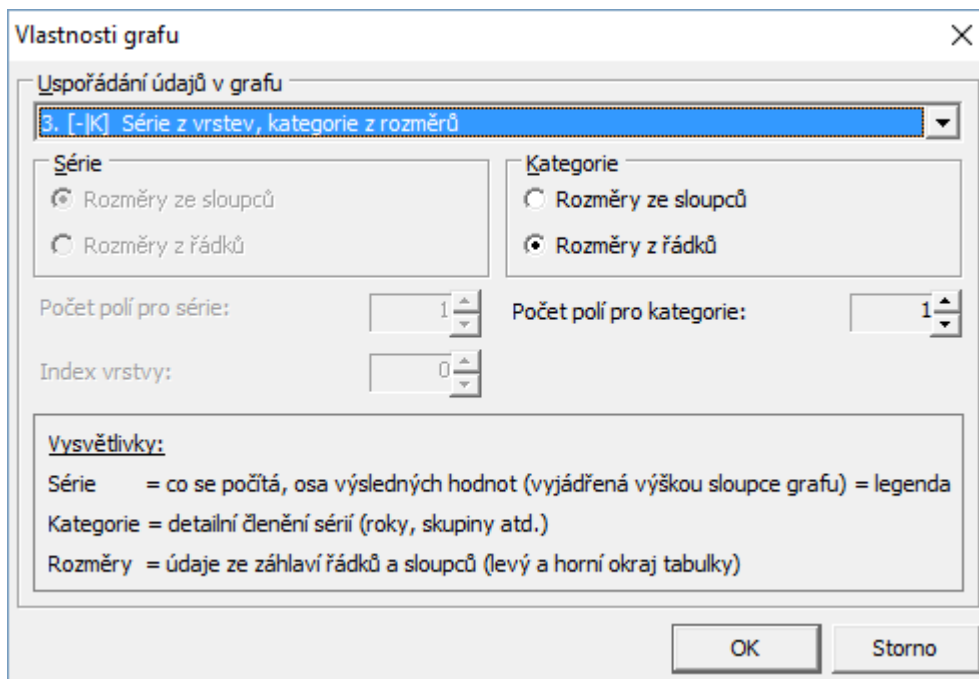 Vlastnosti grafu
Uspořádání údajů v grafu
3. [-|K] Série z vrstev, kategorie z rozměrů
Série
Kategorie
Rozměry ze sloupců
Rozměry ze sloupců
Rozměry z řádků
Rozměry z řádků
Počet polí pro série: 1
Počet polí pro kategorie: 1
Index vrstvy: 0
Vysvětlivky:
Série = co se počítá, osa výsledných hodnot (vyjádřená výškou sloupce grafu) = legenda
Kategorie = detailní členění sérií (roky, skupiny atd.)
Rozměry = údaje ze záhlaví řádků a sloupců (levý a horní okraj tabulky)
OK
Storno